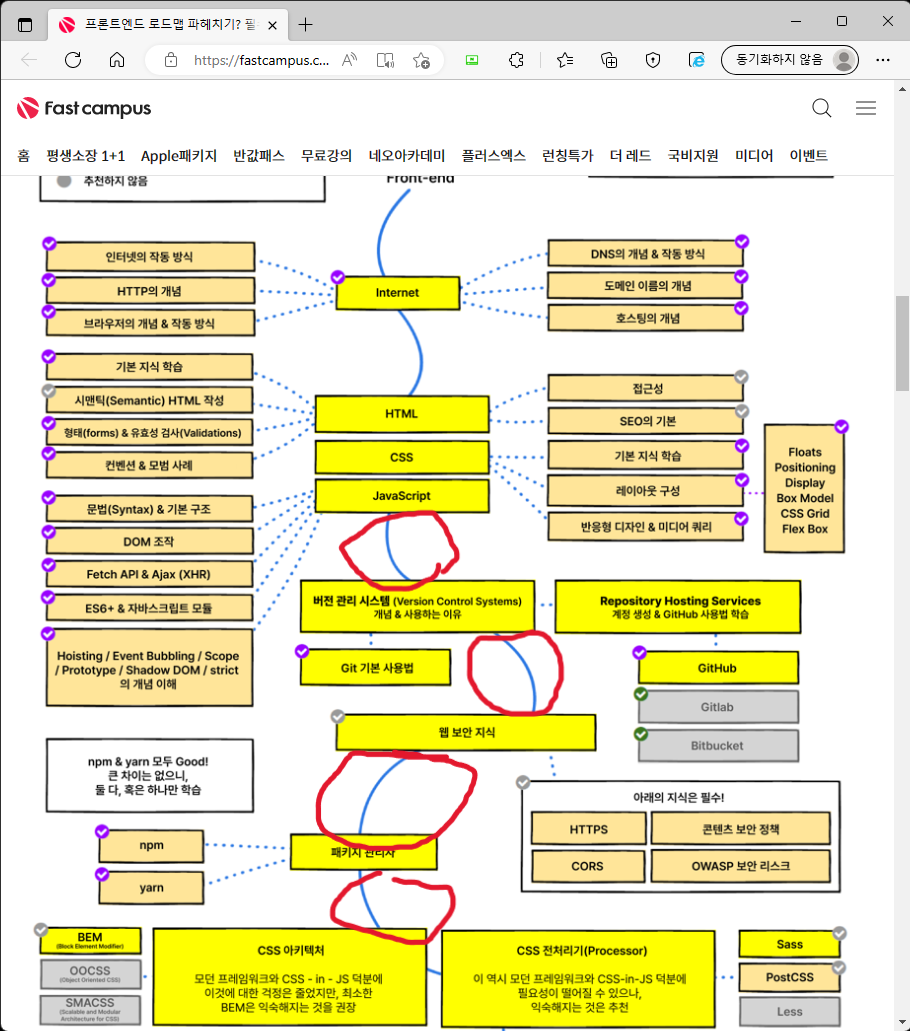 프론트엔드 로드맵 파헤치기? 필
https://fastcampus.c...
동기화하지 않음
Fast campus
홈 평생소장 1+1 Apple패키지 반값패스 무료강의 네오아카데미 플러스엑스 런칭특가 더 레드 국비지원 미디어 이벤트
추천하지 않음
Front-end
인터넷의 작동 방식
HTTP의 개념
브라우저의 개념 & 작동 방식
Internet
DNS의 개념 & 작동 방식
도메인 이름의 개념
호스팅의 개념
기본 지식 학습
시맨틱(Semantic) HTML 작성
형태(forms) & 유효성 검사(Validations)
컨벤션 & 모범 사례
HTML
CSS
JavaScript
접근성
SEO의 기본
기본 지식 학습
레이아웃 구성
반응형 디자인 & 미디어 쿼리
Floats
Positioning
Display
Box Model
CSS Grid
Flex Box
문법(Syntax) & 기본 구조
DOM 조작
Fetch API & Ajax (XHR)
ES6+ & 자바스크립트 모듈
Hoisting / Event Bubbling / Scope
/ Prototype / Shadow DOM / strict
의 개념 이해
버전 관리 시스템 (Version Control Systems)
개념 & 사용하는 이유
Repository Hosting Services
계정 생성 & GitHub 사용법 학습
Git 기본 사용법
GitHub
Gitlab
Bitbucket
웹 보안 지식
npm & yarn 모두 Good!
큰 차이는 없으니,
둘 다, 혹은 하나만 학습
아래의 지식은 필수!
HTTPS
콘텐츠 보안 정책
CORS
OWASP 보안 리스크
npm
yarn
패키지 관리자
BEM
(Block Element Modifier)
OOCSS
(Object Oriented CSS)
SMACSS
(Scalable and Modular
Architecture for CSS)
CSS 아키텍처
모던 프레임워크와 CSS - in - JS 덕분에
이것에 대한 걱정은 줄었지만, 최소한
BEM은 익숙해지는 것을 권장
CSS 전처리기(Processor)
이 역시 모던 프레임워크와 CSS-in-JS 덕분에
필요성이 떨어질 수 있으나,
익숙해지는 것은 추천
Sass
PostCSS
Less